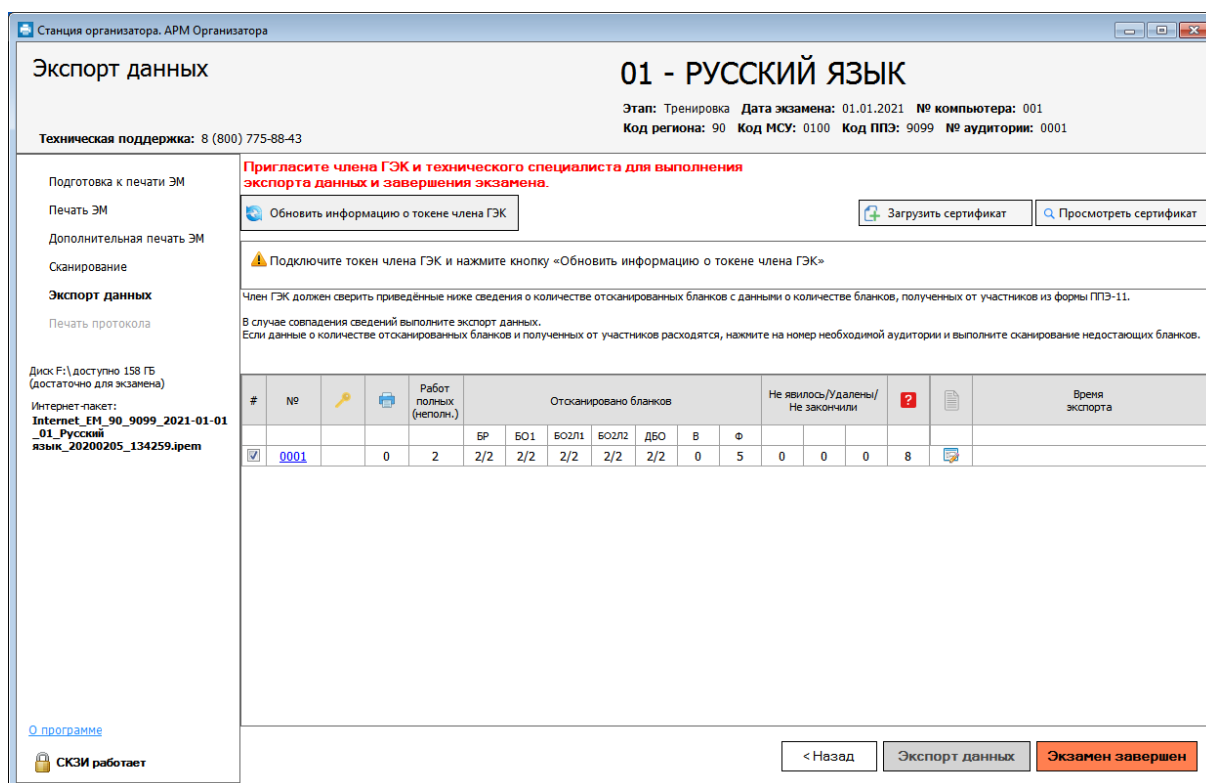 Станция организатора. АРМ Организатора
Экспорт данных
01 - РУССКИЙ ЯЗЫК
Этап: Тренировка Дата экзамена: 01.01.2021 № компьютера: 001
Код региона: 90 Код МСУ: 0100 Код ППЭ: 9099 № аудитории: 0001
Техническая поддержка: 8 (800) 775-88-43
Подготовка к печати ЭМ
Печать ЭМ
Дополнительная печать ЭМ
Сканирование
Экспорт данных
Печать протокола
Диск F:\ доступно 158 ГБ
(достаточно для экзамена)
Интернет-пакет:
Internet_EM_90_9099_2021-01-01
_01_Русский
язык_20200205_134259.ipem
О программе
СКЗИ работает
Пригласите члена ГЭК и технического специалиста для выполнения
экспорта данных и завершения экзамена.
Обновить информацию о токене члена ГЭК
Загрузить сертификат
Просмотреть сертификат
Подключите токен члена ГЭК и нажмите кнопку «Обновить информацию о токене члена ГЭК»
Член ГЭК должен сверить приведённые ниже сведения о количестве отсканированных бланков с данными о количестве бланков, полученных от участников из формы ППЭ-11.
В случае совпадения сведений выполните экспорт данных.
Если данные о количестве отсканированных бланков и полученных от участников расходятся, нажмите на номер необходимой аудитории и выполните сканирование недостающих бланков.
# № Работ полных (неполн.) Отсканировано бланков Не явилось/Удалены/ Не закончили ? Время экспорта
БР БО1 БО2Л1 БО2Л2 ДБО В Ф
0001 0 2 2/2 2/2 2/2 2/2 2/2 0 5 0 0 0 8
< Назад
Экспорт данных
Экзамен завершен